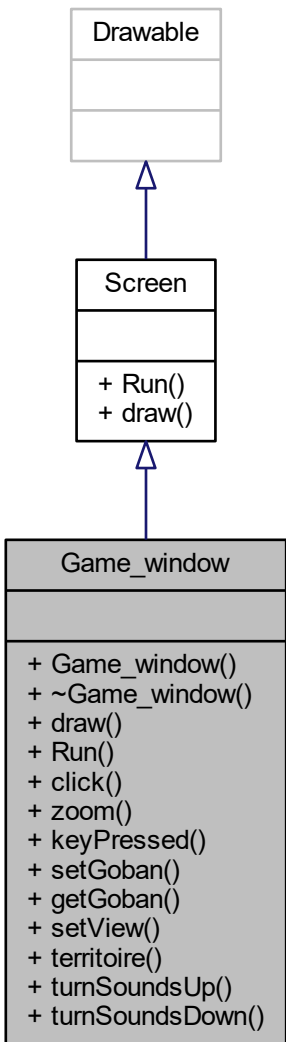 Drawable
Screen
+ Run()
+ draw()
Game_window
+ Game_window()
+ ~Game_window()
+ draw()
+ Run()
+ click()
+ zoom()
+ keyPressed()
+ setGoban()
+ getGoban()
+ setView()
+ territoire()
+ turnSoundsUp()
+ turnSoundsDown()